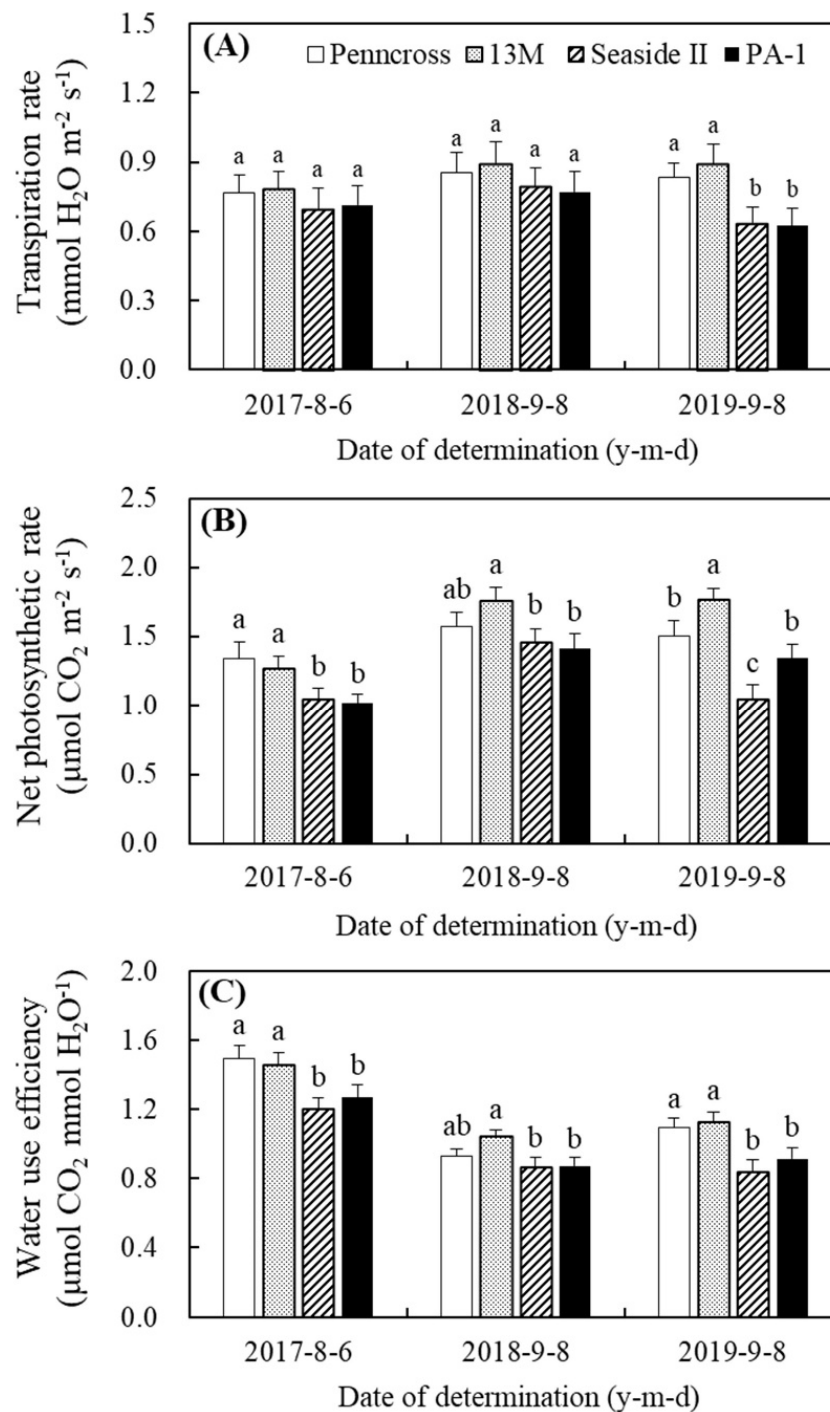 (A) Penncross 13M Seaside II PA-1
Transpiration rate
(mmol H₂O m⁻² s⁻¹)
1.5
1.2
0.9
0.6
0.3
0.0
a a a a a a a a a a b b
2017-8-6 2018-9-8 2019-9-8
Date of determination (y-m-d)
(B)
Net photosynthetic rate
(μmol CO₂ m⁻² s⁻¹)
2.5
2.0
1.5
1.0
0.5
0.0
a a b b ab a b b b a c b
2017-8-6 2018-9-8 2019-9-8
Date of determination (y-m-d)
(C)
Water use efficiency
(μmol CO₂ mmol H₂O⁻¹)
2.0
1.6
1.2
0.8
0.4
0.0
a a b b ab a b b a a b b
2017-8-6 2018-9-8 2019-9-8
Date of determination (y-m-d)